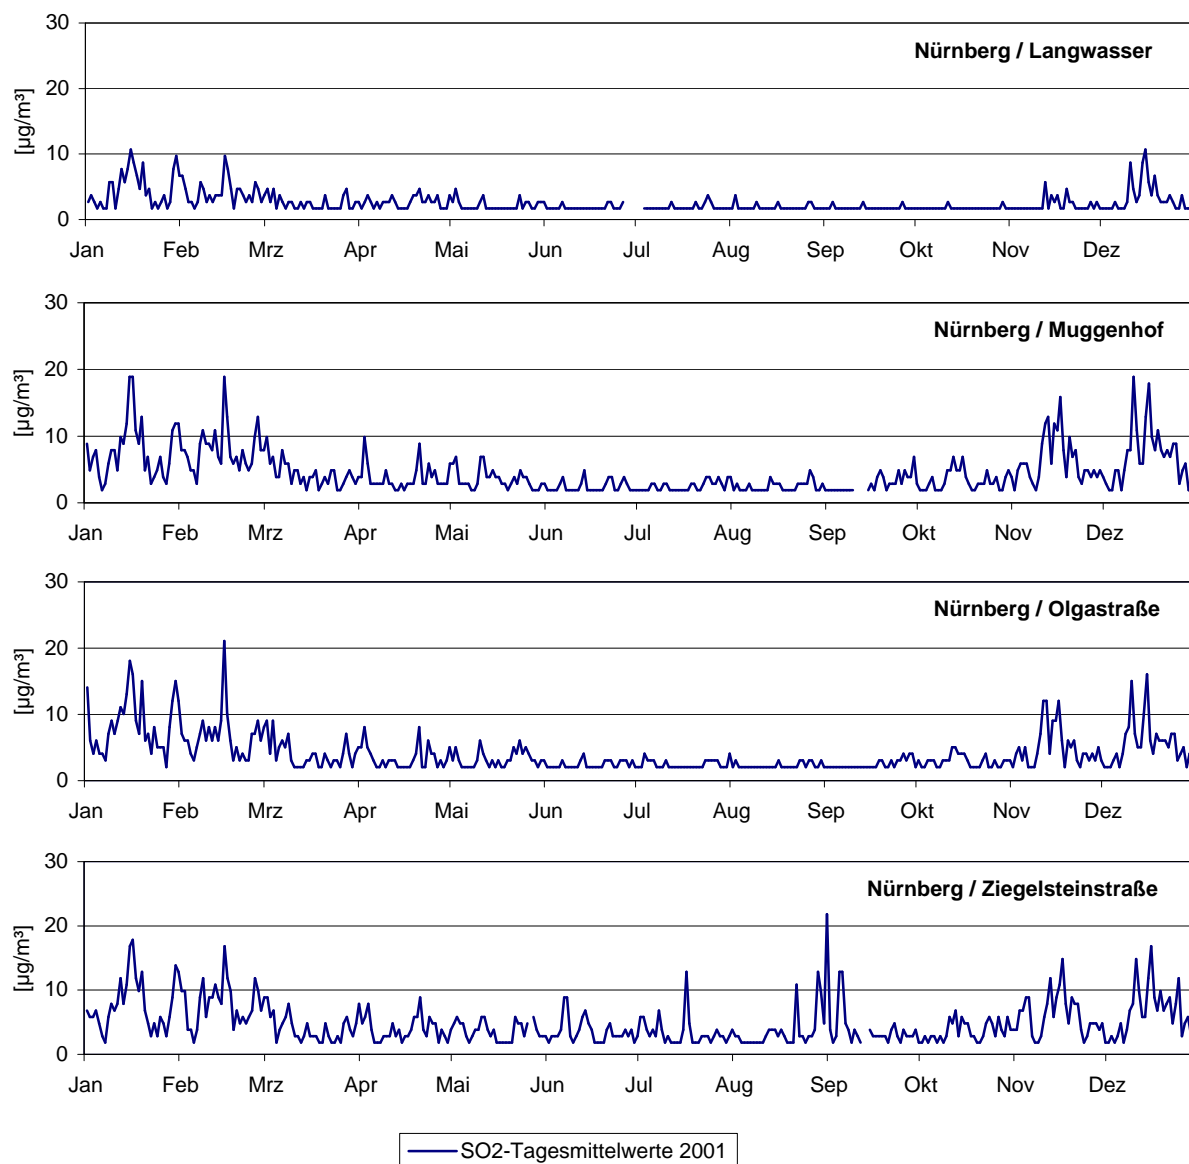 30
Nürnberg / Langwasser
20
[µg/m³]
10
0
Jan Feb Mrz Apr Mai Jun Jul Aug Sep Okt Nov Dez
30
Nürnberg / Muggenhof
20
[µg/m³]
10
0
Jan Feb Mrz Apr Mai Jun Jul Aug Sep Okt Nov Dez
30
Nürnberg / Olgastraße
20
[µg/m³]
10
0
Jan Feb Mrz Apr Mai Jun Jul Aug Sep Okt Nov Dez
30
Nürnberg / Ziegelsteinstraße
20
[µg/m³]
10
0
Jan Feb Mrz Apr Mai Jun Jul Aug Sep Okt Nov Dez
SO2-Tagesmittelwerte 2001